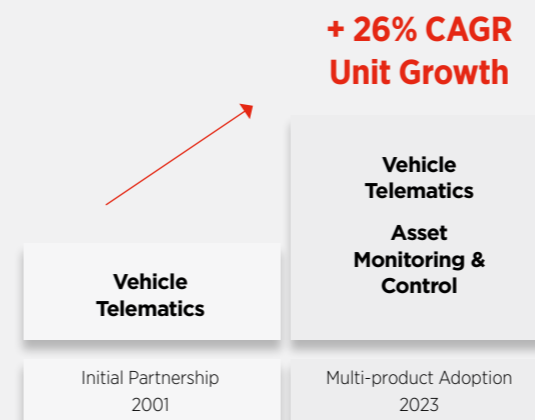 + 26% CAGR
Unit Growth
Vehicle
Telematics
Asset
Monitoring &
Control
Vehicle
Telematics
Initial Partnership
2001
Multi-product Adoption
2023